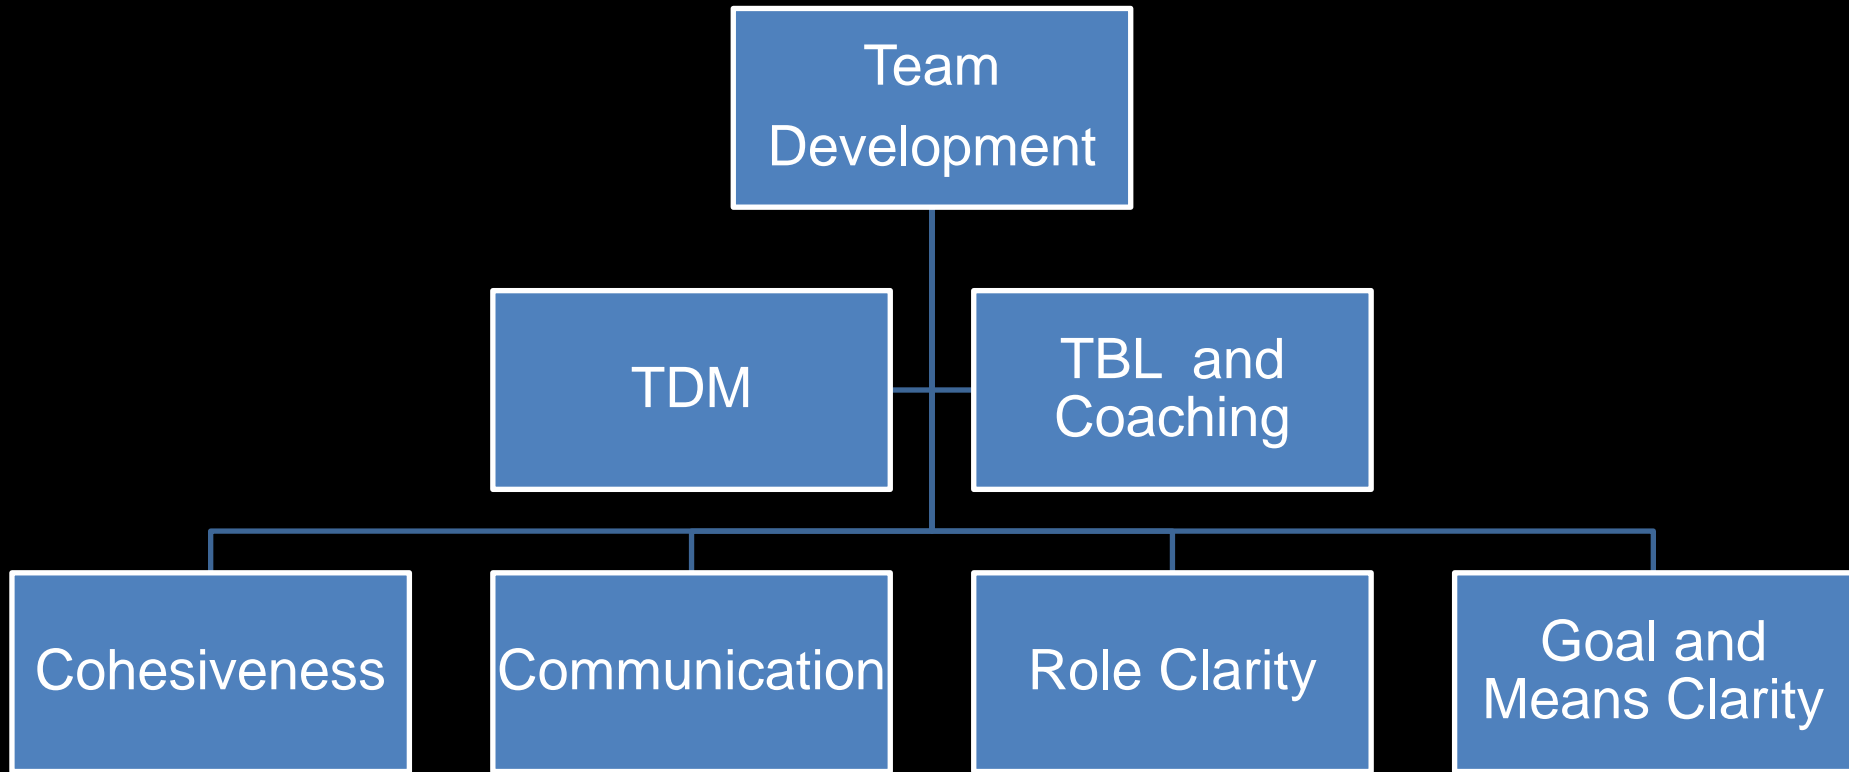 Team
Development
TDM
TBL and
Coaching
Cohesiveness
Communication
Role Clarity
Goal and
Means Clarity